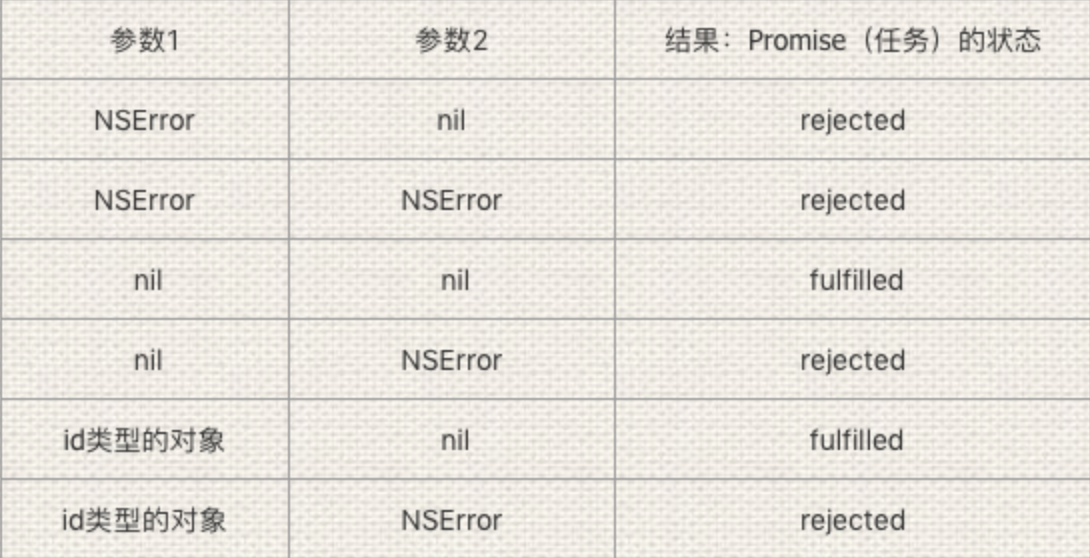 参数1 参数2 结果：Promise（任务）的状态
NSError nil rejected
NSError NSError rejected
nil nil fulfilled
nil NSError rejected
id类型的对象 nil fulfilled
id类型的对象 NSError rejected